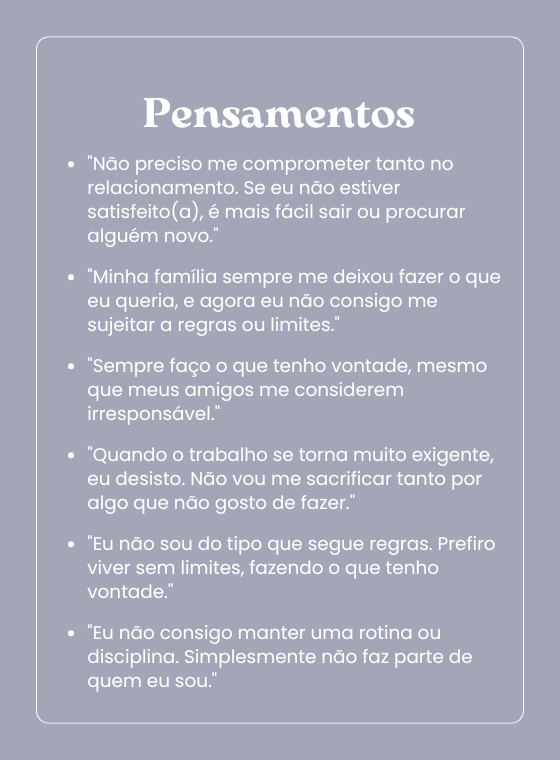 Pensamentos
• "Não preciso me comprometer tanto no
relacionamento. Se eu não estiver
satisfeito(a), é mais fácil sair ou procurar
alguém novo."
• "Minha família sempre me deixou fazer o que
eu queria, e agora eu não consigo me
sujeitar a regras ou limites."
• "Sempre faço o que tenho vontade, mesmo
que meus amigos me considerem
irresponsável."
• "Quando o trabalho se torna muito exigente,
eu desisto. Não vou me sacrificar tanto por
algo que não gosto de fazer."
• "Eu não sou do tipo que segue regras. Prefiro
viver sem limites, fazendo o que tenho
vontade."
• "Eu não consigo manter uma rotina ou
disciplina. Simplesmente não faz parte de
quem eu sou."